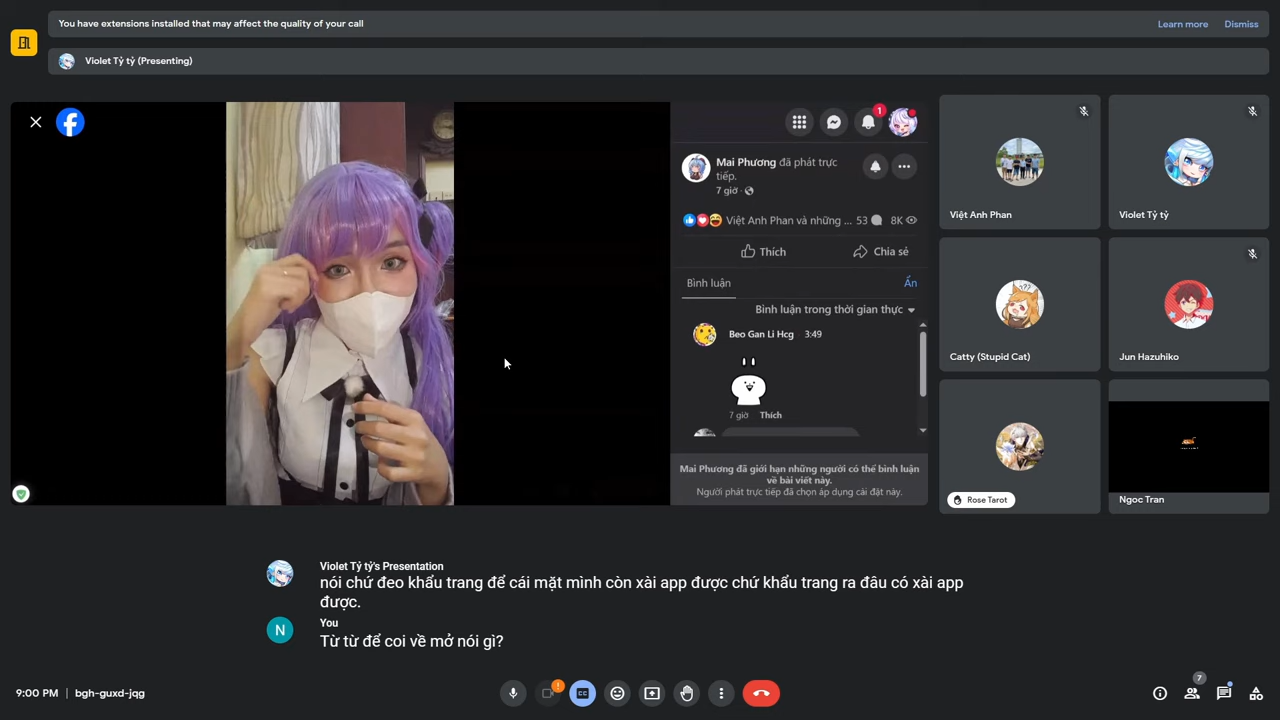 You have extensions installed that may affect the quality of your call
Learn more
Dismiss
Violet Tỷ tỷ (Presenting)
Mai Phương đã phát trực
tiếp.
7 giờ
1
Việt Anh Phan và những ...
53
8K
Thích
Chia sẻ
Bình luận
Ẩn
Bình luận trong thời gian thực
Beo Gan Li Hcg · 3:49
7 giờ
Thích
Mai Phương đã giới hạn những người có thể bình luận
về bài viết này.
Người phát trực tiếp đã chọn áp dụng cài đặt này.
Việt Anh Phan
Violet Tỷ tỷ
Catty (Stupid Cat)
Jun Hazuhiko
Rose Tarot
Ngoc Tran
Violet Tỷ tỷ's Presentation
nói chứ đeo khẩu trang để cái mặt mình còn xài app được chứ khẩu trang ra đâu có xài app
được.
N
You
Từ từ để coi về mở nói gì?
9:00 PM | bgh-guxd-jqg
CC
7